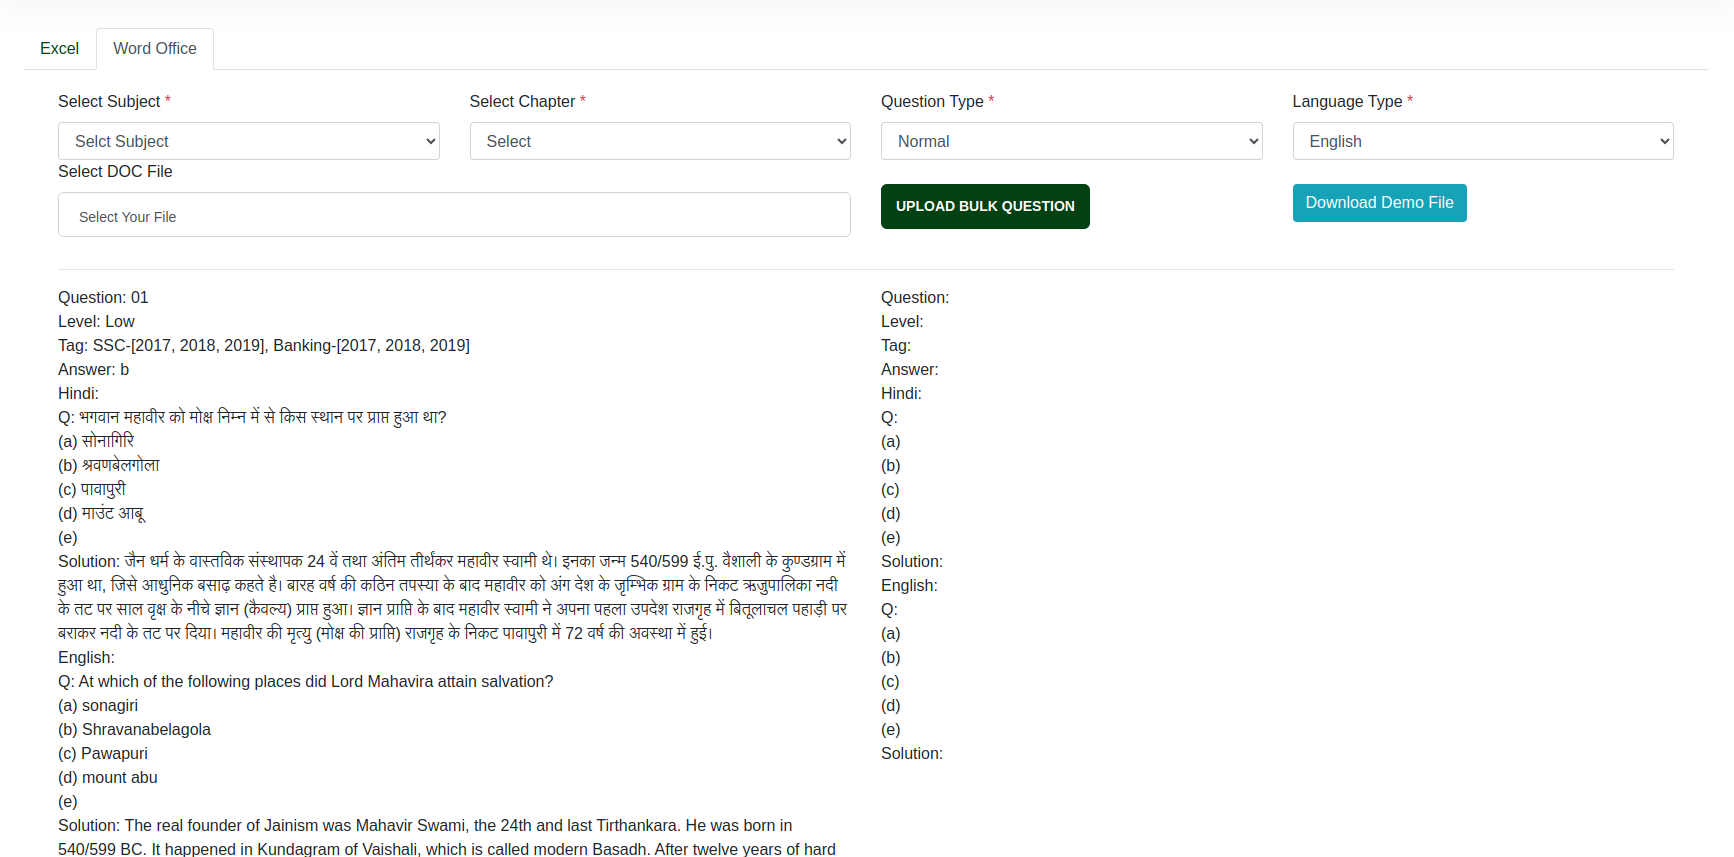 Excel
Word Office
Select Subject *
Select Chapter *
Question Type *
Language Type *
Selct Subject
Select
Normal
English
Select DOC File
Select Your File
UPLOAD BULK QUESTION
Download Demo File
Question: 01
Level: Low
Tag: SSC-[2017, 2018, 2019], Banking-[2017, 2018, 2019]
Answer: b
Hindi:
Q: भगवान महावीर को मोक्ष निम्न में से किस स्थान पर प्राप्त हुआ था?
(a) सोनागिरि
(b) श्रवणबेलगोला
(c) पावापुरी
(d) माउंट आबू
(e)
Solution: जैन धर्म के वास्तविक संस्थापक 24 वें तथा अंतिम तीर्थंकर महावीर स्वामी थे। इनका जन्म 540/599 ई.पु. वैशाली के कुण्डग्राम में
हुआ था, जिसे आधुनिक बसाढ़ कहते है। बारह वर्ष की कठिन तपस्या के बाद महावीर को अंग देश के जृम्भिक ग्राम के निकट ऋजुपालिका नदी
के तट पर साल वृक्ष के नीचे ज्ञान (कैवल्य) प्राप्त हुआ। ज्ञान प्राप्ति के बाद महावीर स्वामी ने अपना पहला उपदेश राजगृह में बितूलाचल पहाड़ी पर
बराकर नदी के तट पर दिया। महावीर की मृत्यु (मोक्ष की प्राप्ति) राजगृह के निकट पावापुरी में 72 वर्ष की अवस्था में हुई।
English:
Q: At which of the following places did Lord Mahavira attain salvation?
(a) sonagiri
(b) Shravanabelagola
(c) Pawapuri
(d) mount abu
(e)
Solution: The real founder of Jainism was Mahavir Swami, the 24th and last Tirthankara. He was born in
540/599 BC. It happened in Kundagram of Vaishali, which is called modern Basadh. After twelve years of hard
Question:
Level:
Tag:
Answer:
Hindi:
Q:
(a)
(b)
(c)
(d)
(e)
Solution:
English:
Q:
(a)
(b)
(c)
(d)
(e)
Solution: